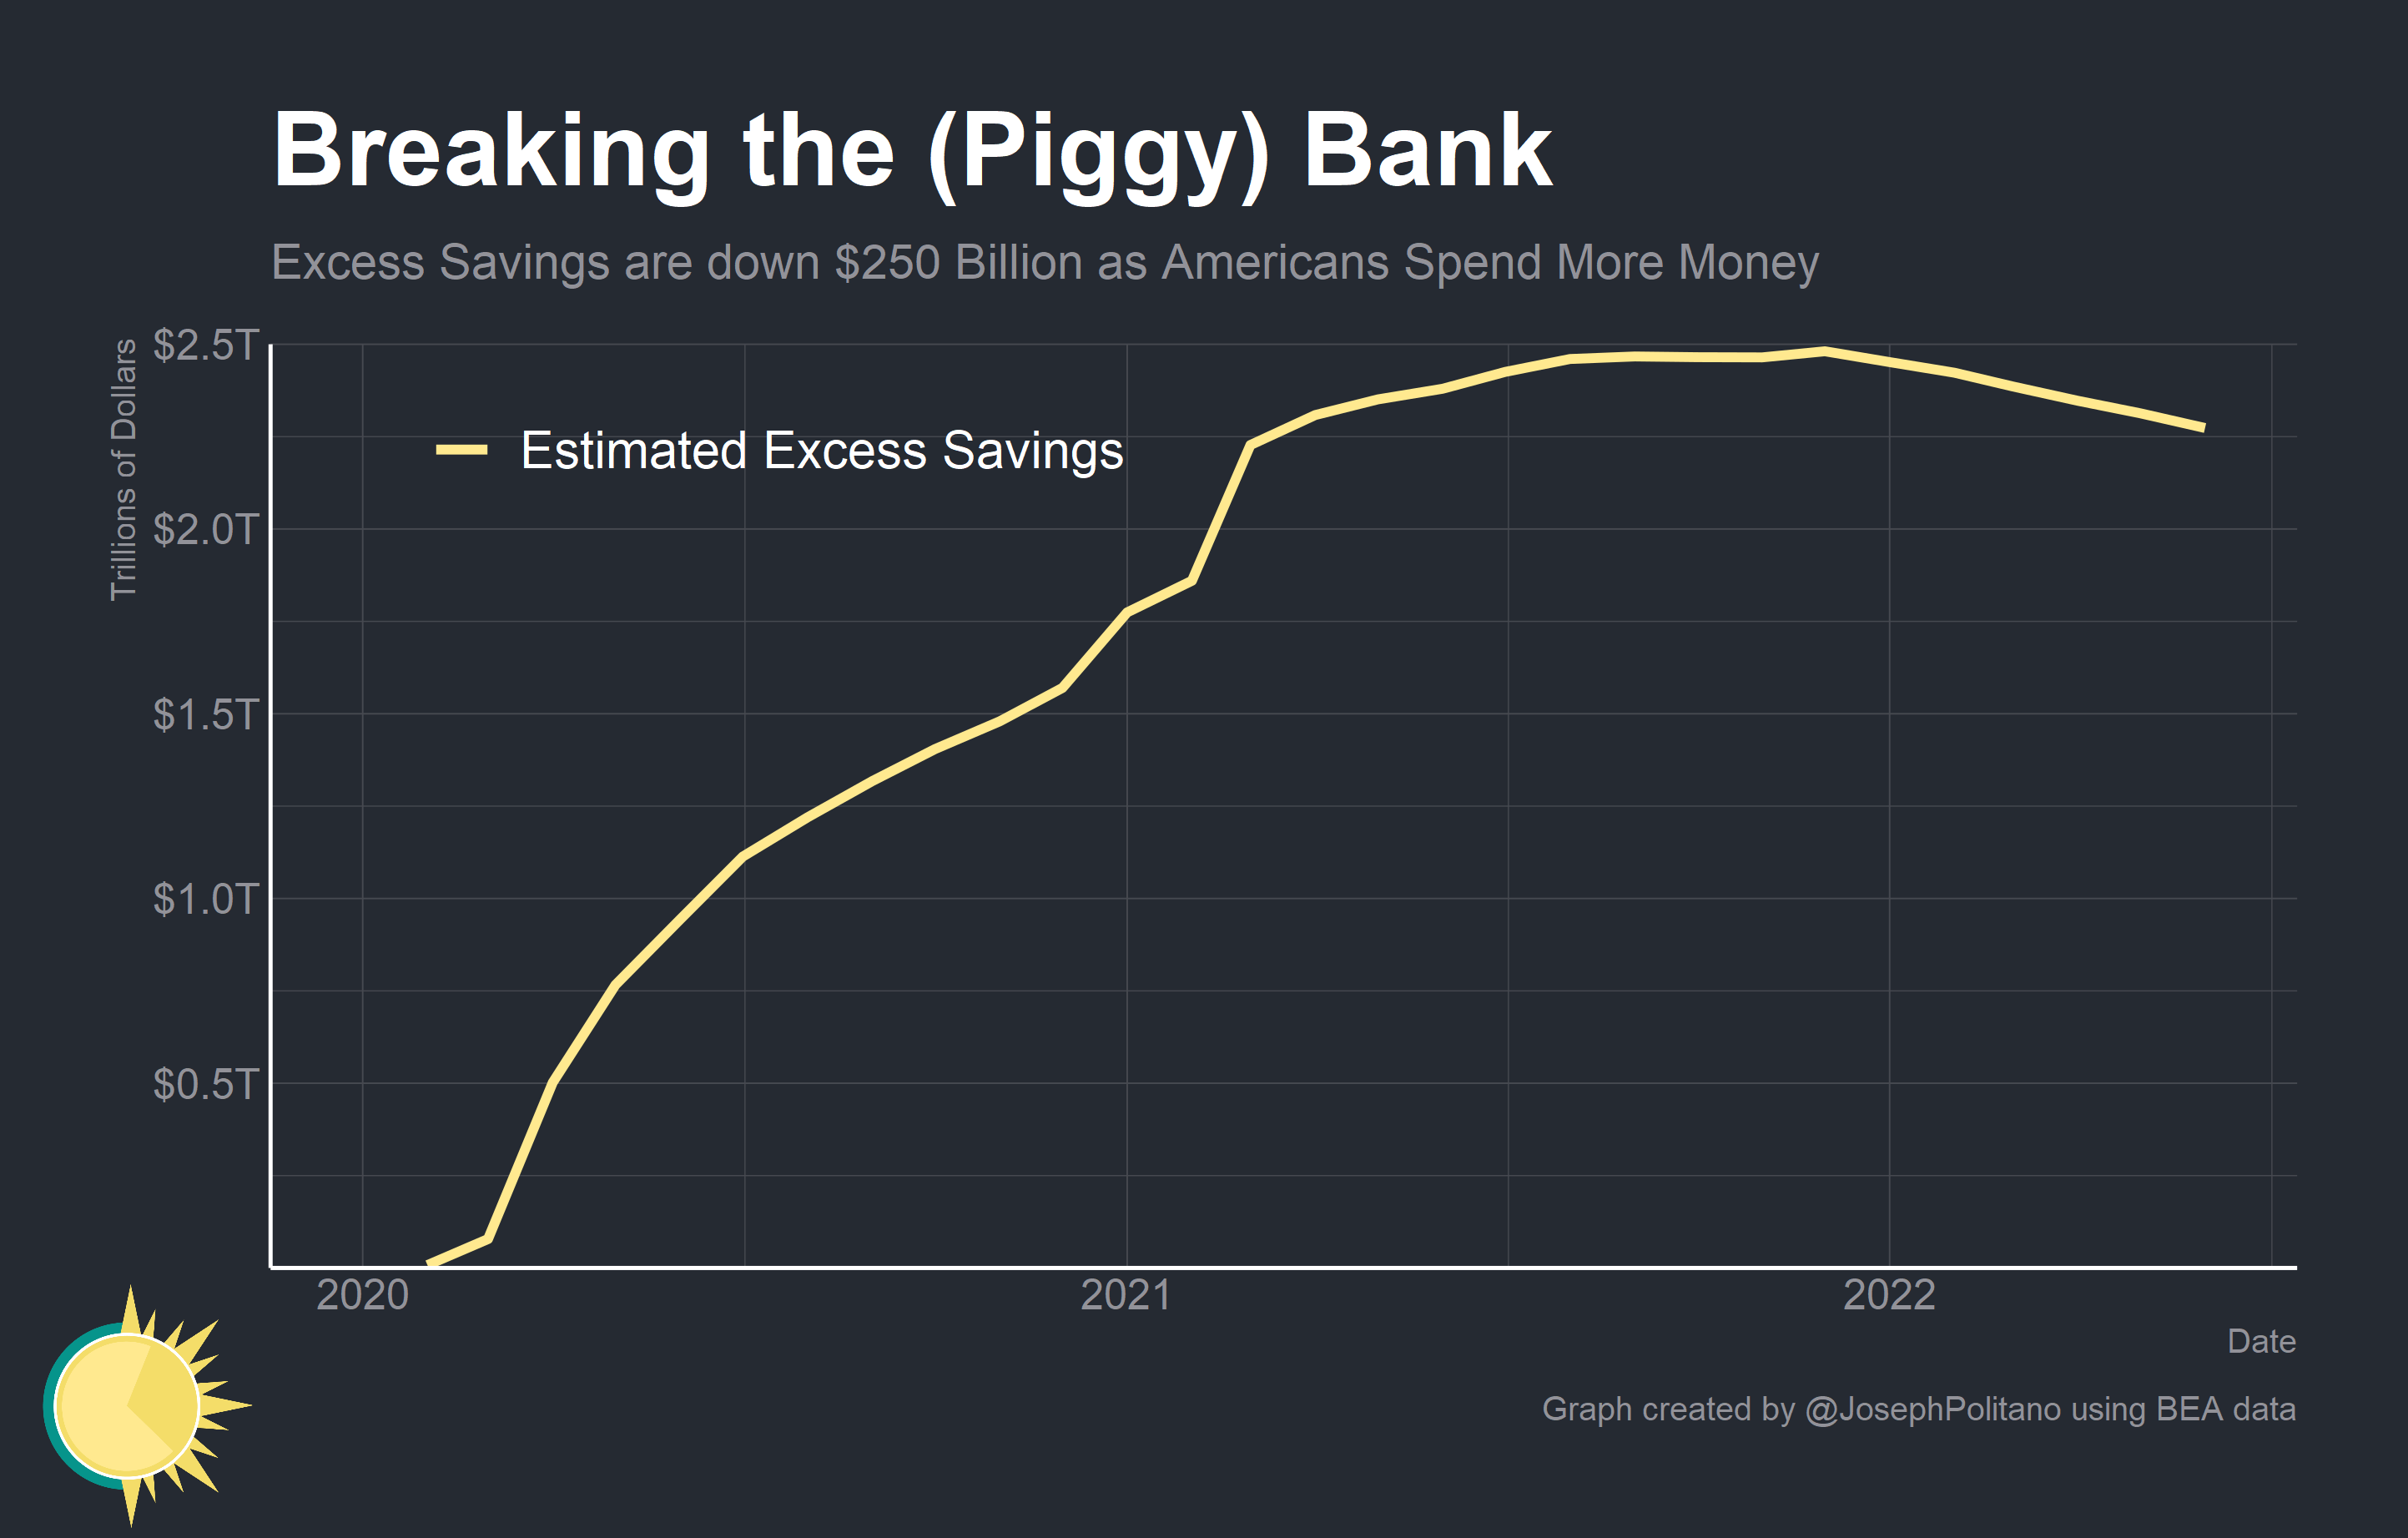 Breaking the (Piggy) Bank
Excess Savings are down $250 Billion as Americans Spend More Money
Trillions of Dollars
$2.5T
$2.0T
$1.5T
$1.0T
$0.5T
Estimated Excess Savings
2020
2021
2022
Date
Graph created by @JosephPolitano using BEA data